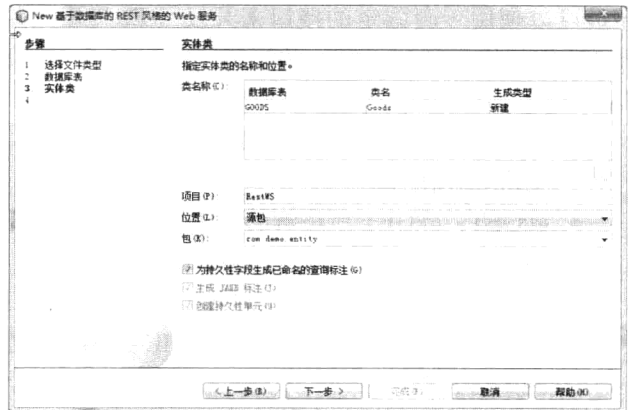 New 基于数据库的 REST 风格的 Web 服务
步骤
1 选择文件类型
2 数据库表
3 实体类
4
实体类
指定实体类的名称和位置。
类名称(C):
数据库表 类名 生成类型
GOODS Goods 新建
项目(P): RestWS
位置(L): 源包
包(K): com demo entity
为持久性字段生成已命名的查询标注(G)
生成 JAXB 标注(J)
创建持久性单元(U)
<上一步(B)
下一步 >
完成(F)
取消
帮助(H)